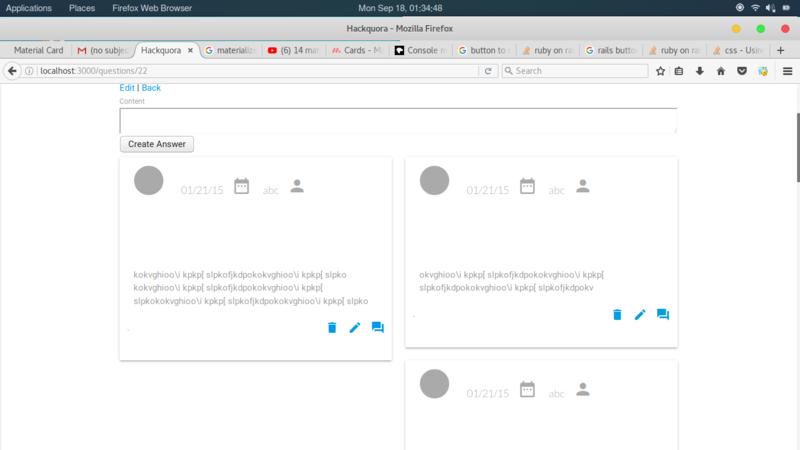 Applications Places Firefox Web Browser Mon Sep 18, 01:34:48
Hackquora - Mozilla Firefox
Material Card (no subjec Hackquora materializ (6) 14 mar Cards - Ma Console m button to ruby on rai rails butto ruby on rai css - Usin
localhost:3000/questions/22 Search
Edit | Back
Content
Create Answer
01/21/15 abc
kokvghioo\i kpkp[ slpkofjkdpokokvghioo\i kpkp[ slpko
kokvghioo\i kpkp[ slpkofjkdpokokvghioo\i kpkp[
slpkokokvghioo\i kpkp[ slpkofjkdpokokvghioo\i kpkp[ slpko
.
01/21/15 abc
okvghioo\i kpkp[ slpkofjkdpokokvghioo\i kpkp[
slpkofjkdpokokvghioo\i kpkp[ slpkofjkdpokv
.
01/21/15 abc